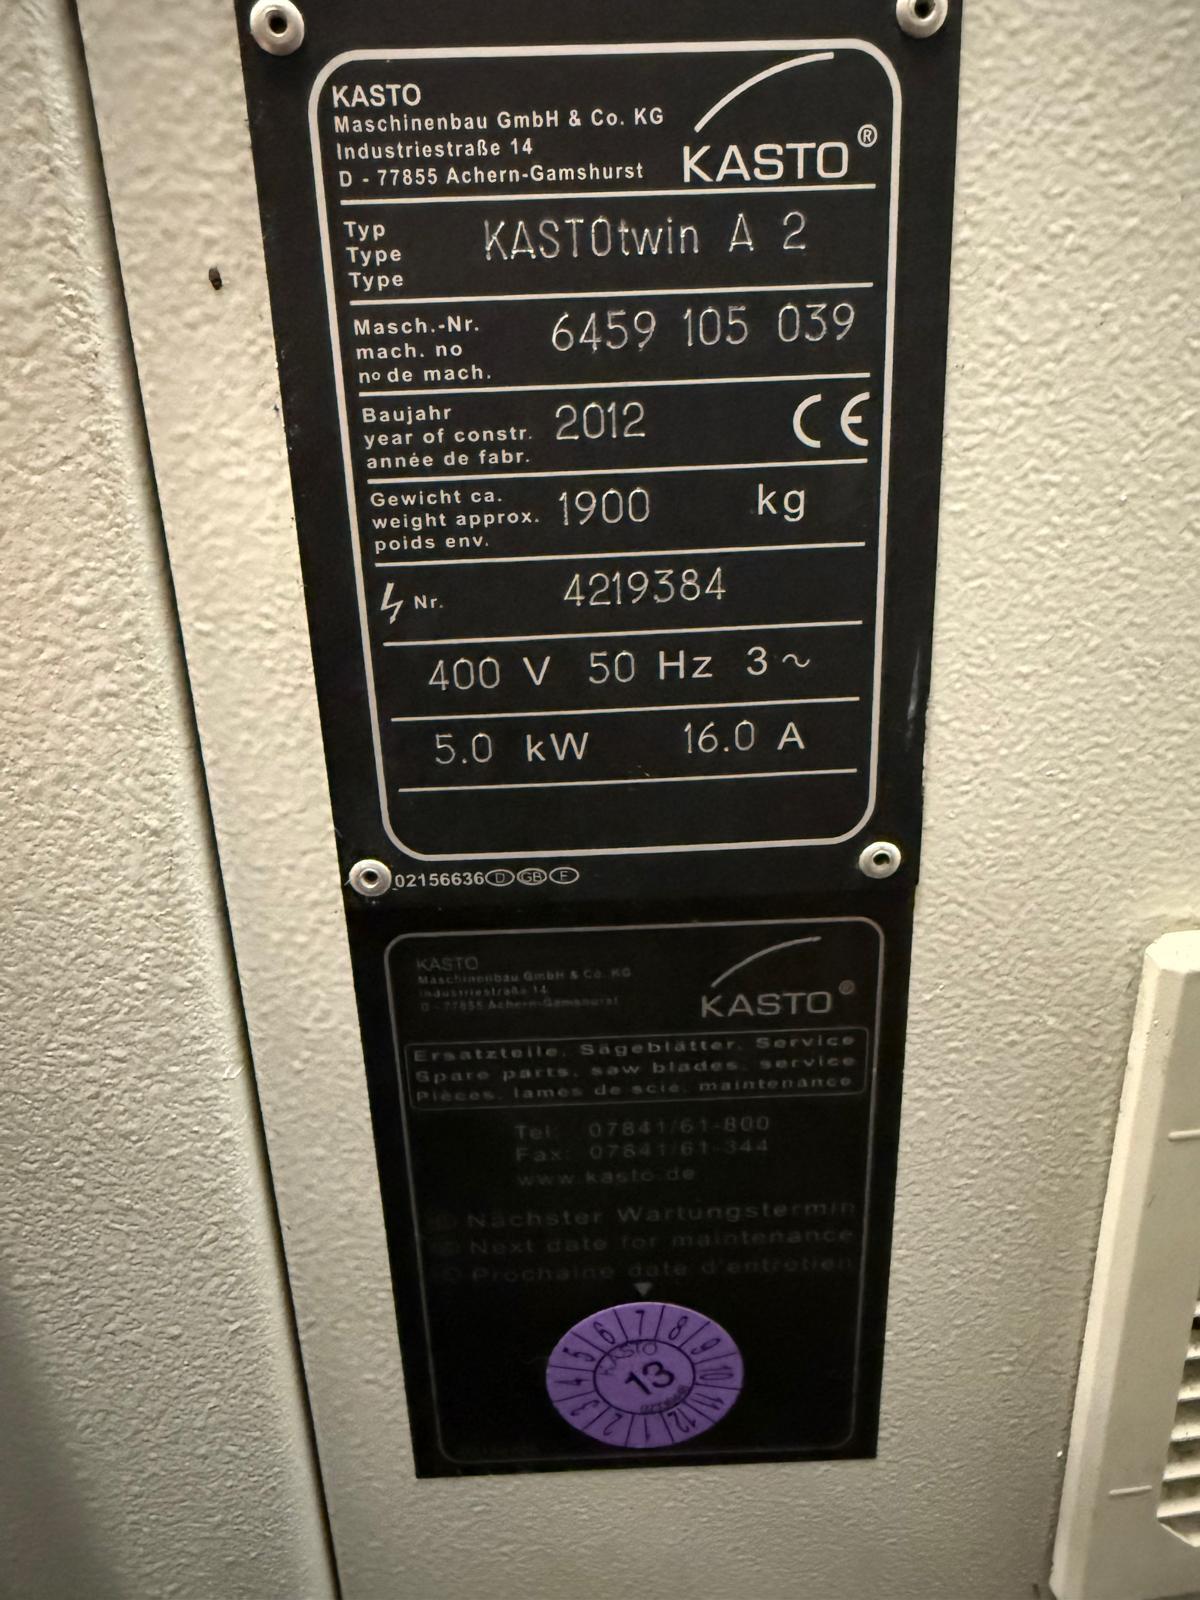 KASTO
Maschinenbau GmbH & Co. KG
Industriestraße 14
D - 77855 Achern-Gamshurst
KASTO®
Typ
Type
Type
KASTOtwin A 2
Masch.-Nr.
mach. no
nº de mach.
6459 105 039
Baujahr
year of constr.
année de fabr.
2012
CE
Gewicht ca.
weight approx.
poids env.
1900 kg
Nr. 4219384
400 V 50 Hz 3 ~
5.0 kW 16.0 A
02156636 D GB F
KASTO
Maschinenbau GmbH & Co. KG
Industriestraße 14
D - 77855 Achern-Gamshurst
KASTO®
Ersatzteile, Sägeblätter, Service
Spare parts, saw blades, service
Pièces, lames de scie, maintenance
Tel: 07841/61-800
Fax: 07841/61-344
www.kasto.de
Nächster Wartungstermin
Next date for maintenance
Prochaine date d'entretien
1 2 3 4 5 6 7 8 9 10 11 12
KASTO
13